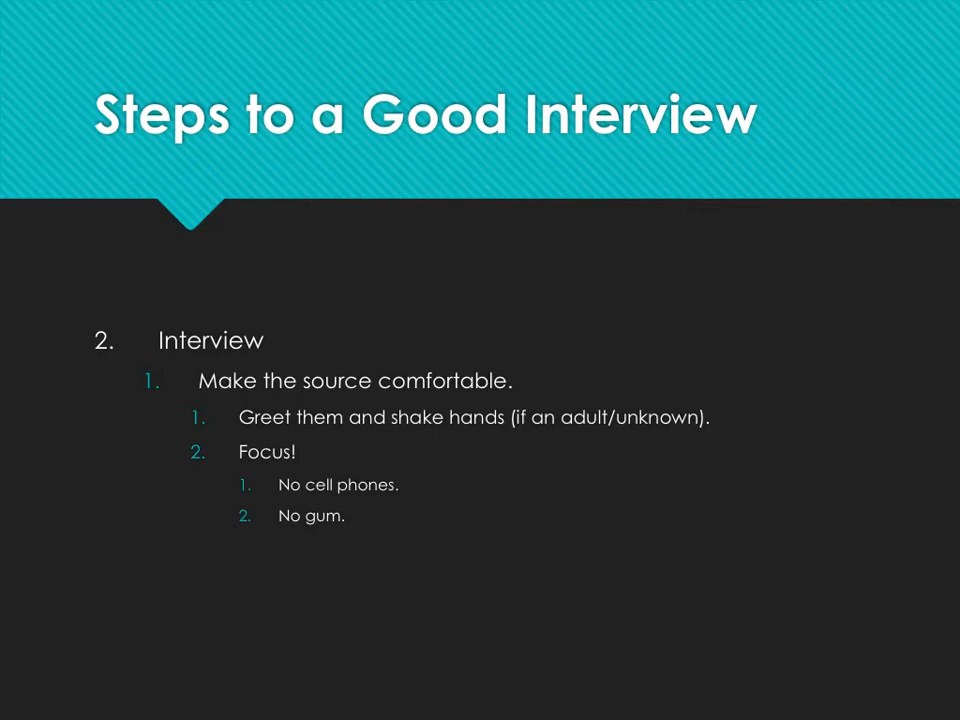 Steps to a Good Interview
2. Interview
1. Make the source comfortable.
1. Greet them and shake hands (if an adult/unknown).
2. Focus!
1. No cell phones.
2. No gum.